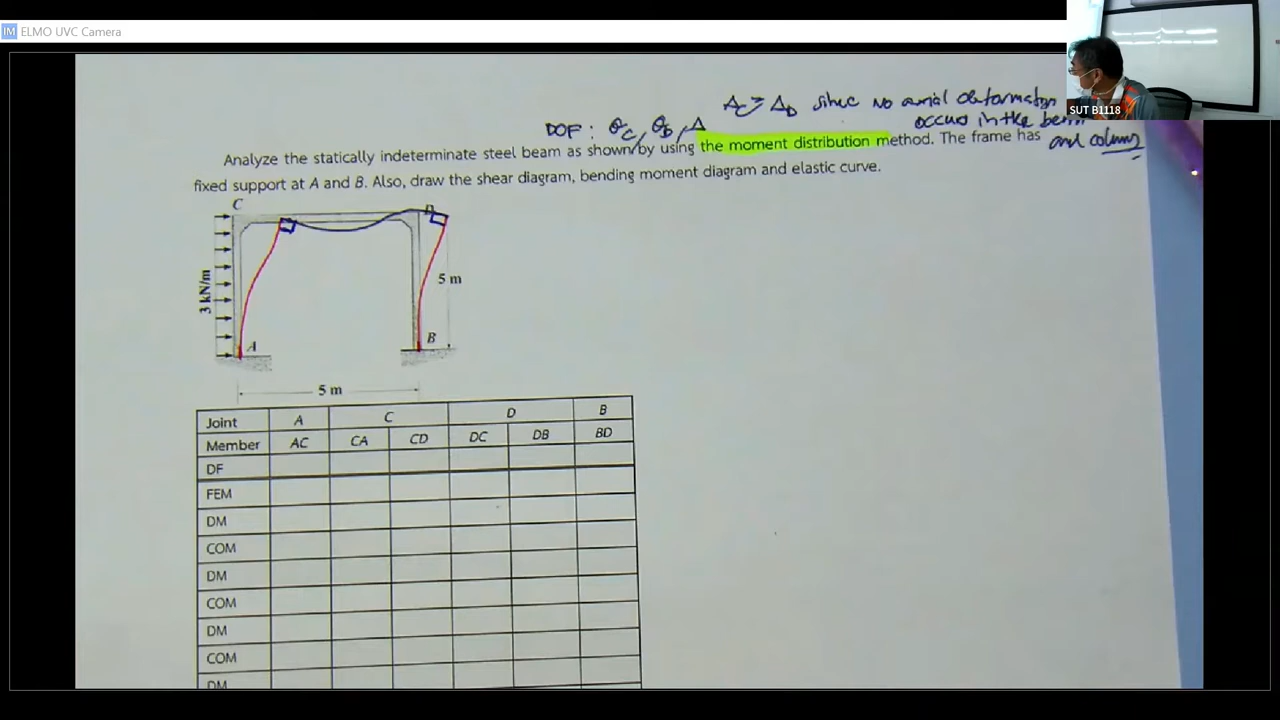 IM ELMO UVC Camera
SUT B1118
ΔC = ΔD since no axial deformation
occurs in the beam
and columns
DOF : θC, θD, Δ
Analyze the statically indeterminate steel beam as shown by using the moment distribution method. The frame has
fixed support at A and B. Also, draw the shear diagram, bending moment diagram and elastic curve.
C
D
3 kN/m
5 m
A
B
5 m
Joint A C D B
Member AC CA CD DC DB BD
DF
FEM
DM
COM
DM
COM
DM
COM
DM